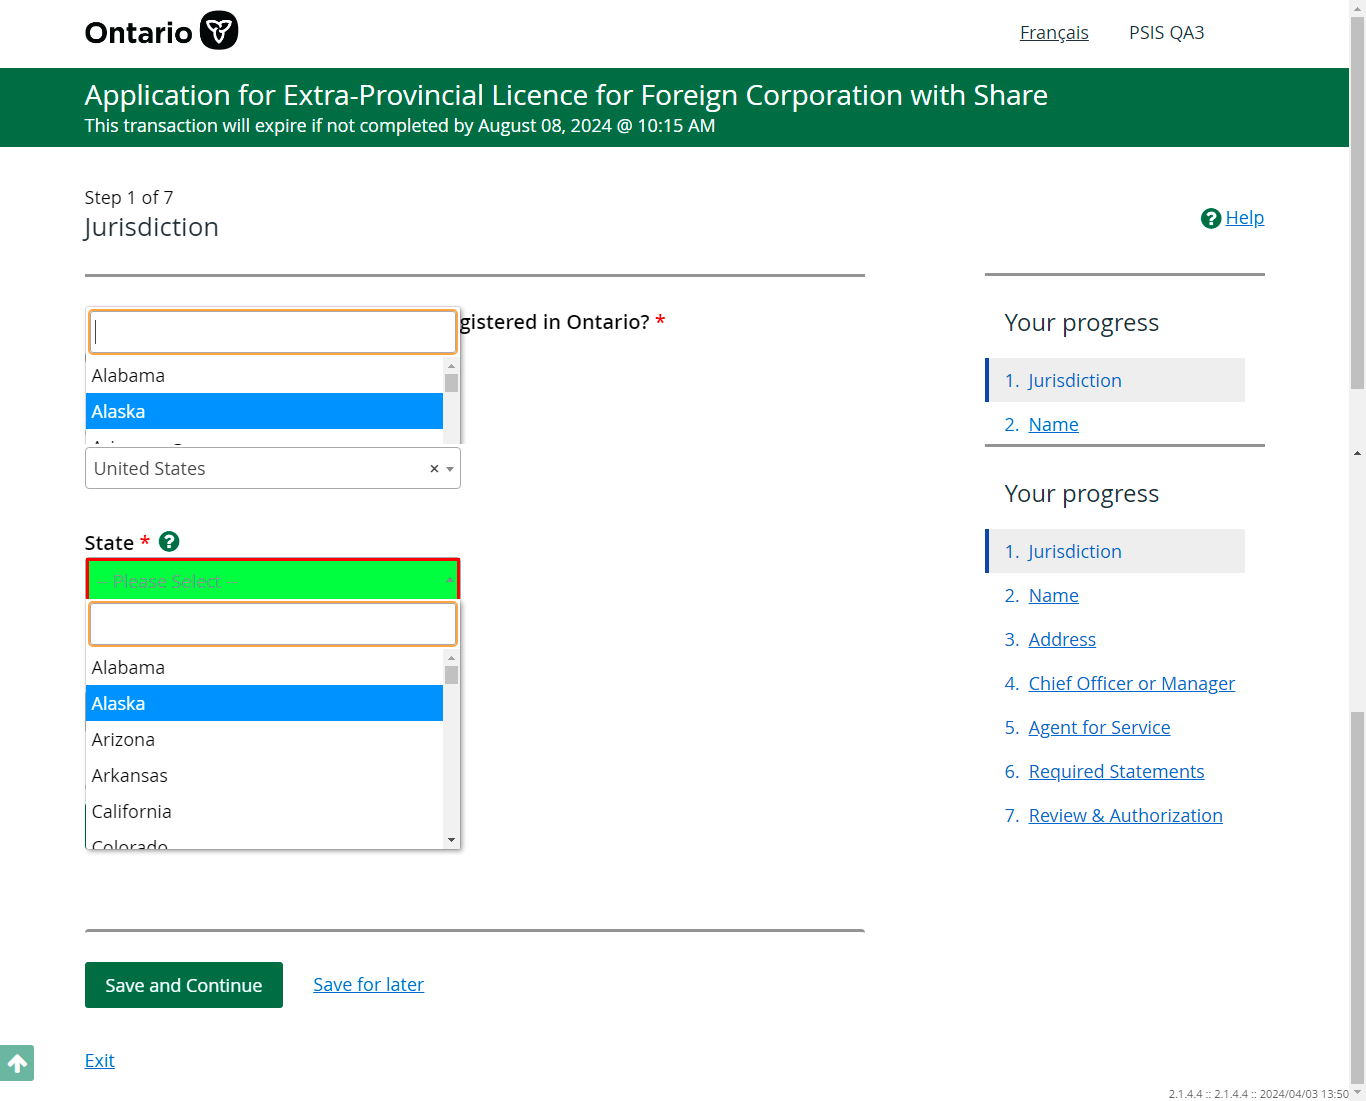 Ontario
Français
PSIS QA3
Application for Extra-Provincial Licence for Foreign Corporation with Share
This transaction will expire if not completed by August 08, 2024 @ 10:15 AM
Step 1 of 7
Jurisdiction
Help
gistered in Ontario? *
Alabama
Alaska
United States
State *
-- Please Select --
Alabama
Alaska
Arizona
Arkansas
California
Colorado
Save and Continue
Save for later
Exit
Your progress
1. Jurisdiction
2. Name
Your progress
1. Jurisdiction
2. Name
3. Address
4. Chief Officer or Manager
5. Agent for Service
6. Required Statements
7. Review & Authorization
2.1.4.4 :: 2.1.4.4 :: 2024/04/03 13:50